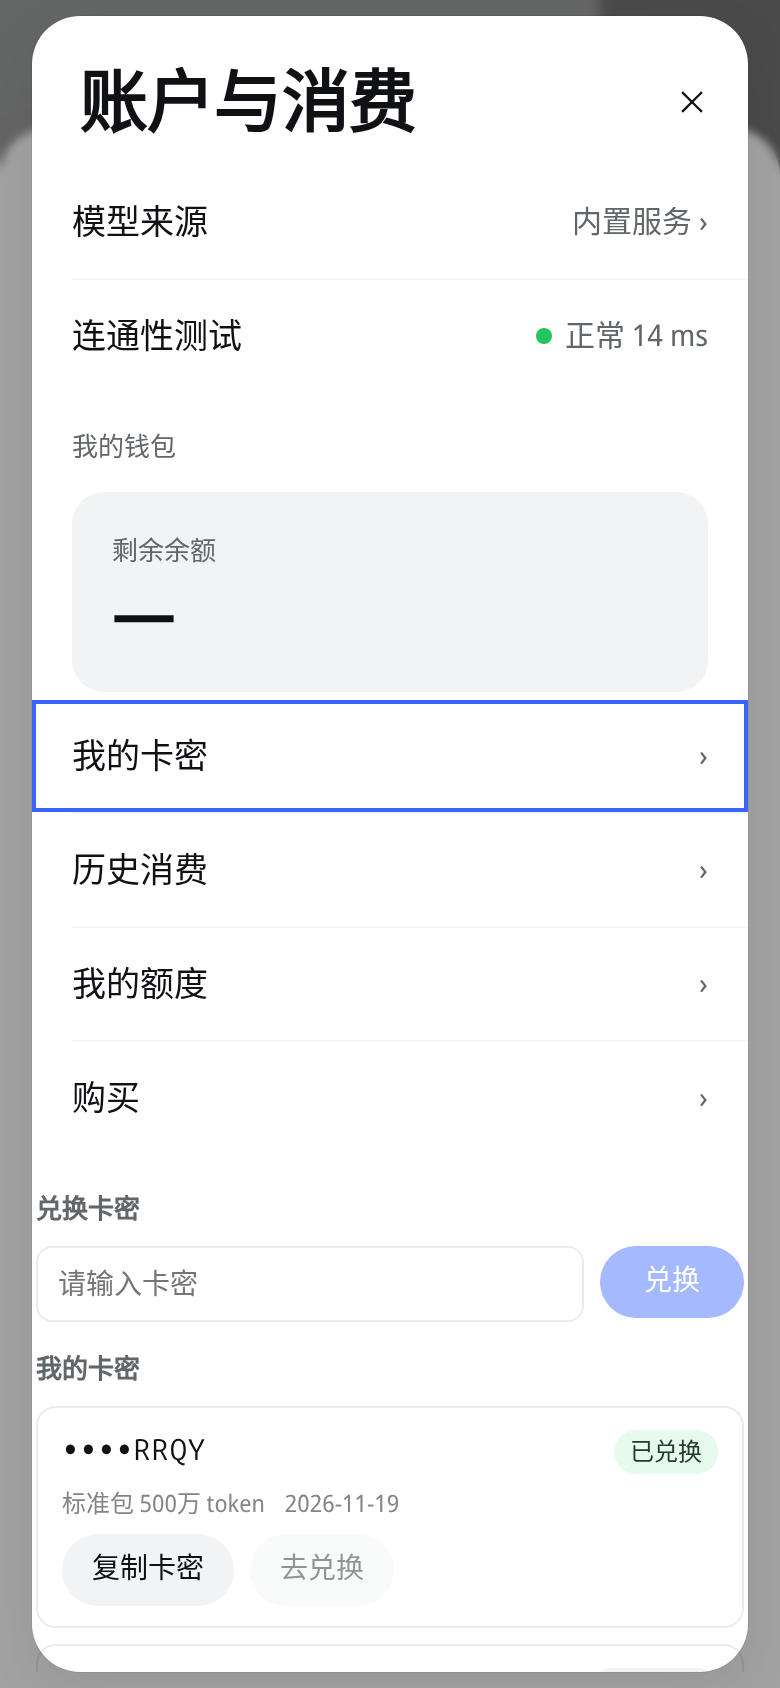 账户与消费
模型来源 内置服务 ›
连通性测试 正常 14 ms
我的钱包
剩余余额
—
我的卡密 ›
历史消费 ›
我的额度 ›
购买 ›
兑换卡密
请输入卡密 兑换
我的卡密
••••RRQY 已兑换
标准包 500万 token 2026-11-19
复制卡密 去兑换